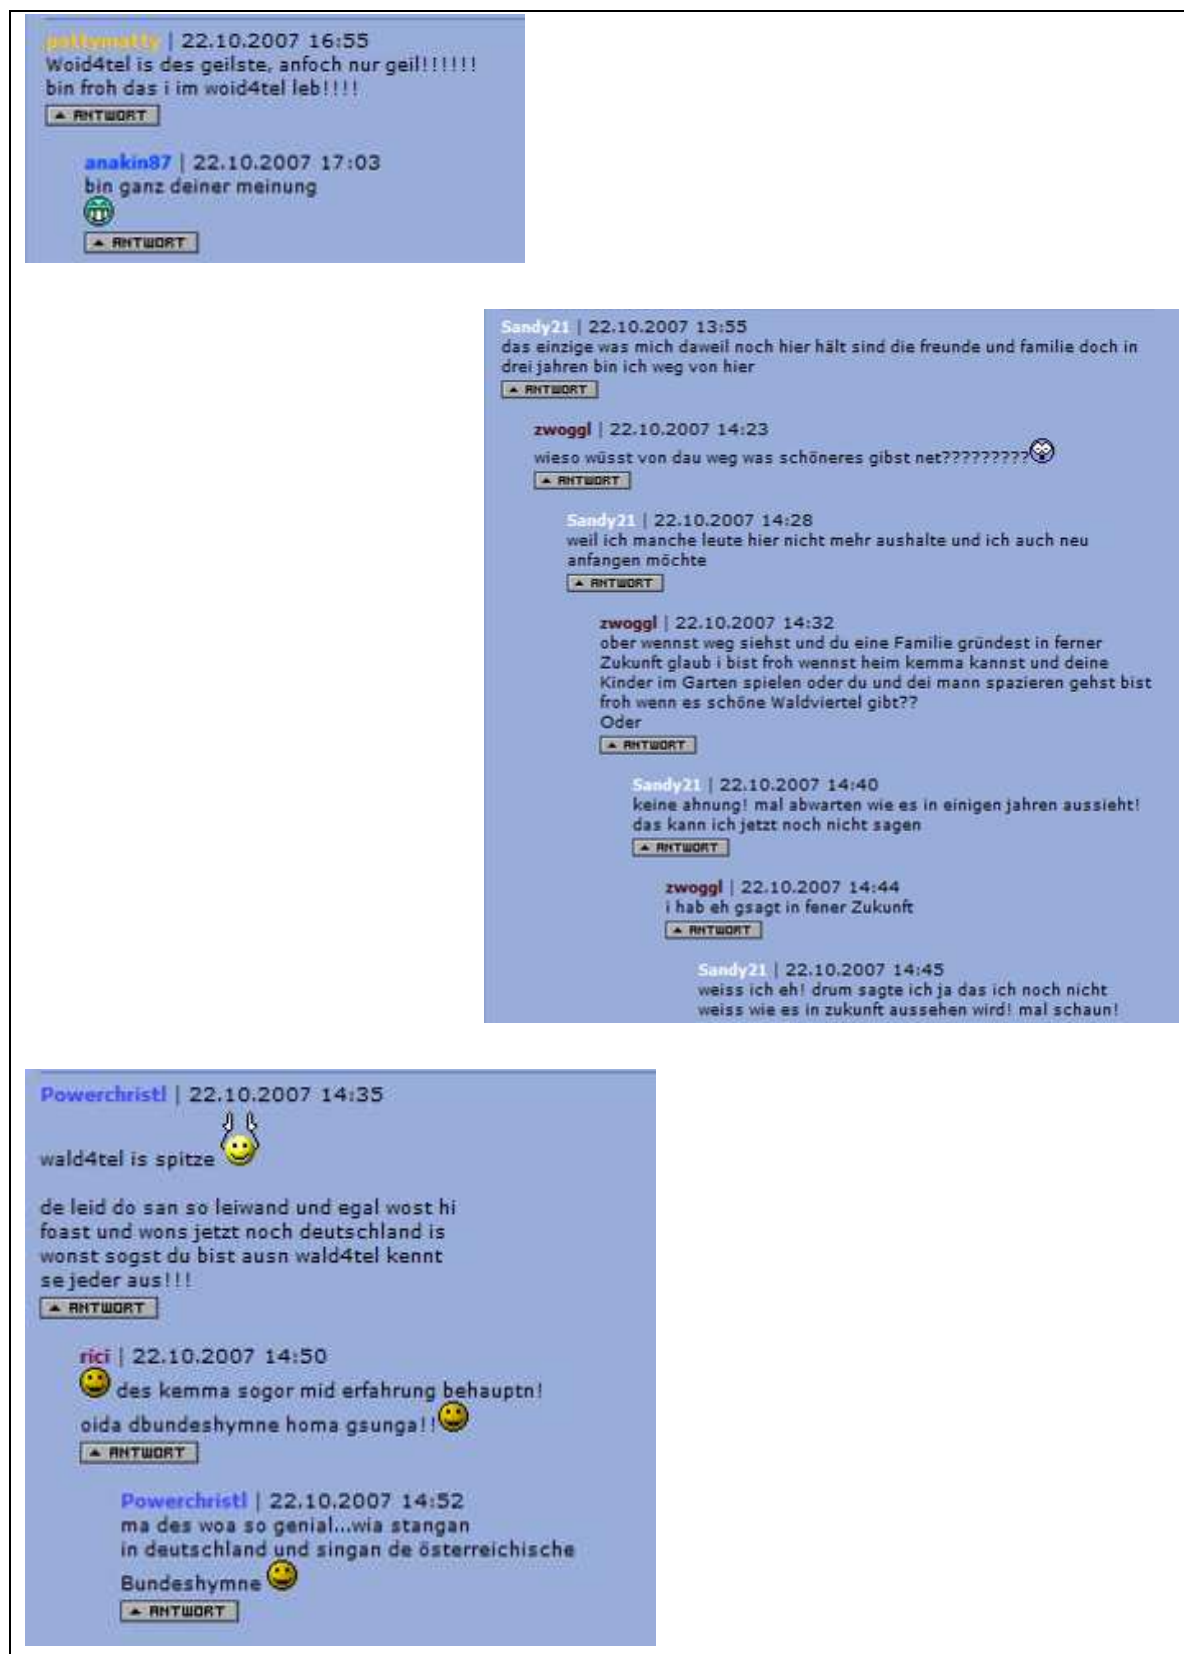 pattymatty | 22.10.2007 16:55
Woid4tel is des geilste, anfoch nur geil!!!!!!
bin froh das i im woid4tel leb!!!!
ANTWORT
anakin87 | 22.10.2007 17:03
bin ganz deiner meinung
ANTWORT
Sandy21 | 22.10.2007 13:55
das einzige was mich daweil noch hier hält sind die freunde und familie doch in
drei jahren bin ich weg von hier
ANTWORT
zwoggl | 22.10.2007 14:23
wieso wüsst von dau weg was schöneres gibst net?????????
ANTWORT
Sandy21 | 22.10.2007 14:28
weil ich manche leute hier nicht mehr aushalte und ich auch neu
anfangen möchte
ANTWORT
zwoggl | 22.10.2007 14:32
ober wennst weg siehst und du eine Familie gründest in ferner
Zukunft glaub i bist froh wennst heim kemma kannst und deine
Kinder im Garten spielen oder du und dei mann spazieren gehst bist
froh wenn es schöne Waldviertel gibt??
Oder
ANTWORT
Sandy21 | 22.10.2007 14:40
keine ahnung! mal abwarten wie es in einigen jahren aussieht!
das kann ich jetzt noch nicht sagen
ANTWORT
zwoggl | 22.10.2007 14:44
i hab eh gsagt in fener Zukunft
ANTWORT
Sandy21 | 22.10.2007 14:45
weiss ich eh! drum sagte ich ja das ich noch nicht
weiss wie es in zukunft aussehen wird! mal schaun!
Powerchristl | 22.10.2007 14:35
wald4tel is spitze
de leid do san so leiwand und egal wost hi
foast und wons jetzt noch deutschland is
wonst sogst du bist ausn wald4tel kennt
se jeder aus!!!
ANTWORT
rici | 22.10.2007 14:50
des kemma sogor mid erfahrung behauptn!
oida dbundeshymne homa gsunga!!
ANTWORT
Powerchristl | 22.10.2007 14:52
ma des woa so genial...wia stangan
in deutschland und singan de österreichische
Bundeshymne
ANTWORT